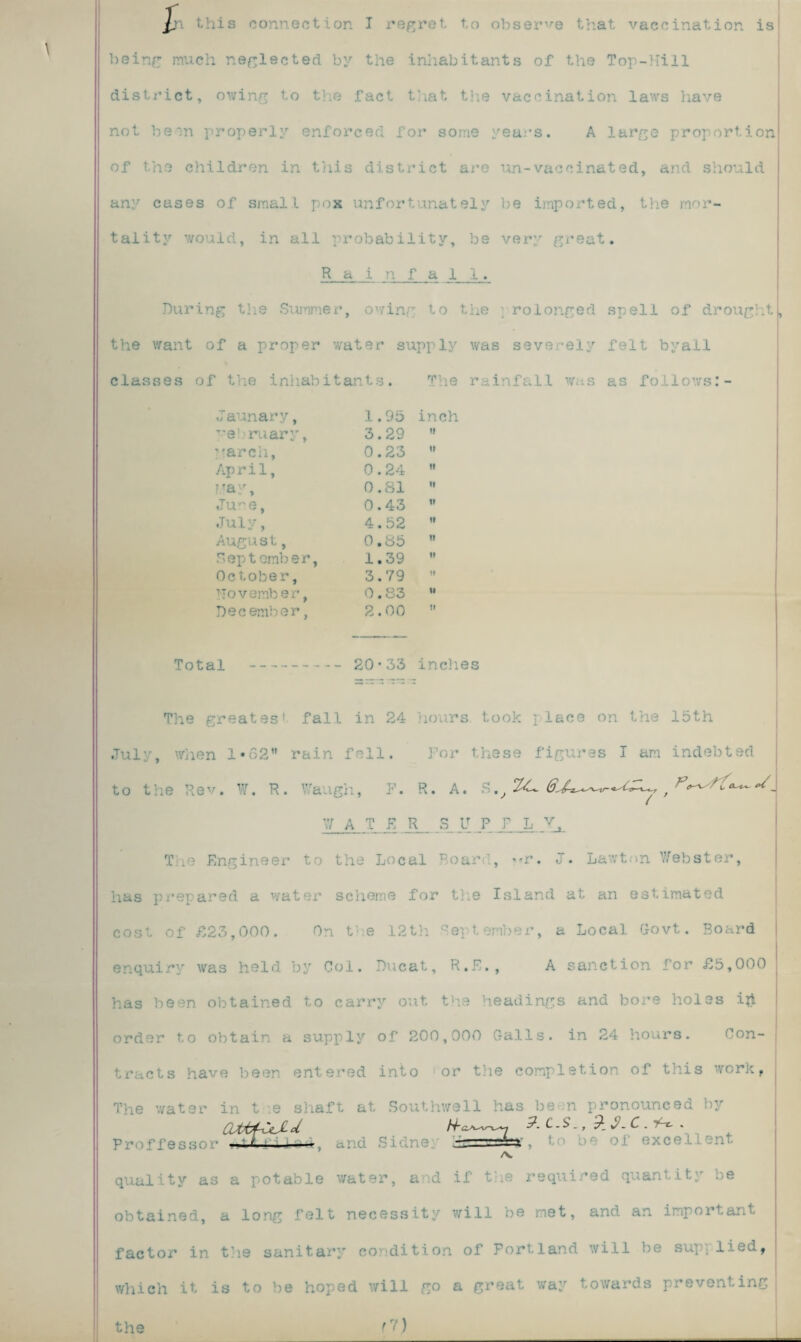 In this connection I regret to observe that vaccination is
being much neglected by the inhabitants of the Top-Hill
district, owing to the fact that the vaccination laws have
not been properly enforced for some years. A large proportion
of the children in this district are un-vaccinated, and should
any cases of small pox unfortunately be imported, the mor-
tality would, in all probability, be very great.
Rainfall.
During the Summer, owing to the prolonged spell of drought,
the want of a proper water supply was severely felt byall
classes of the inhabitants. The rainfall was as follows:-
Jaunary, 1.95 inch
February, 3.29 "
March, 0.23 "
April, 0.24 "
May, 0.81 "
June, 0.43 "
July, 4.52 "
August, 0.85 "
September, 1.39 "
October, 3.79 "
November, 0.83 "
December, 2.00 "
Total --------- 20·33 inches
The greatest fall in 24 hours took place on the 15th
July, when 1·62" rain fell. For these figures I am indebted
to the Rev. W. R. Waugh, F. R. A. S., The Observatory, Portland.
WATER SUPPLY.
The Engineer to the Local Board, Mr. J. Lawton Webster,
has prepared a water scheme for the Island at an estimated
cost of £23,000. On the 12th September, a Local Govt. Board
enquiry was held by Col. Ducat, R.E., A sanction for £5,000
has been obtained to carry out the headings and bore holes in
order to obtain a supply of 200,000 Galls. in 24 hours. Con-
tracts have been entered into for the completion of this work,
The water in the shaft at Southwell has been pronounced by
Proffessor Attfield, and Sidney Harvey F.C.S., F.I.C. &c., to be of excellent
quality as a potable water, and if the required quantity be
obtained, a long felt necessity will be met, and an important
factor in the sanitary condition of Portland will be supplied,
which it is to be hoped will go a great way towards preventing
the (7)